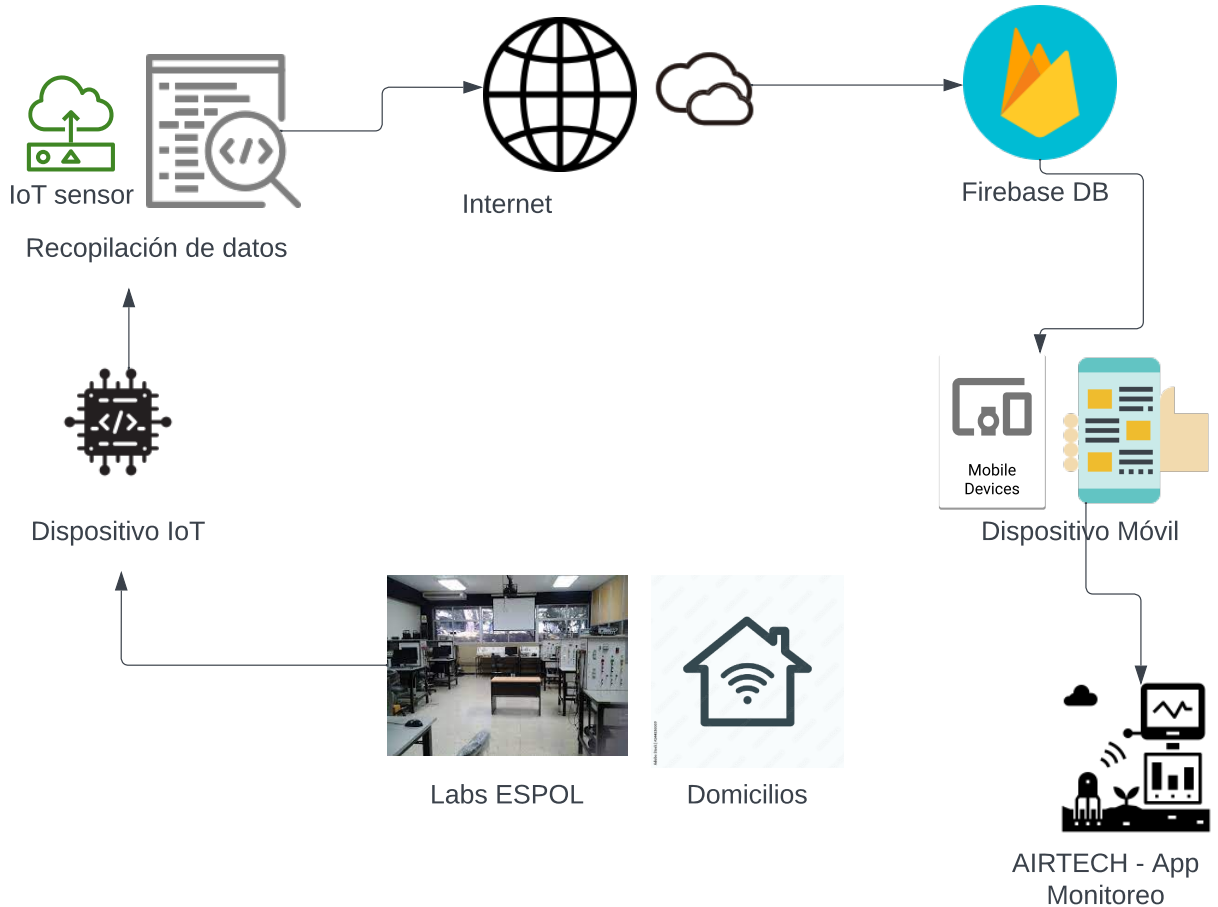 IoT sensor
Recopilación de datos
Internet
Firebase DB
Mobile
Devices
Dispositivo IoT
Dispositivo Móvil
Labs ESPOL
Domicilios
AIRTECH - App
Monitoreo